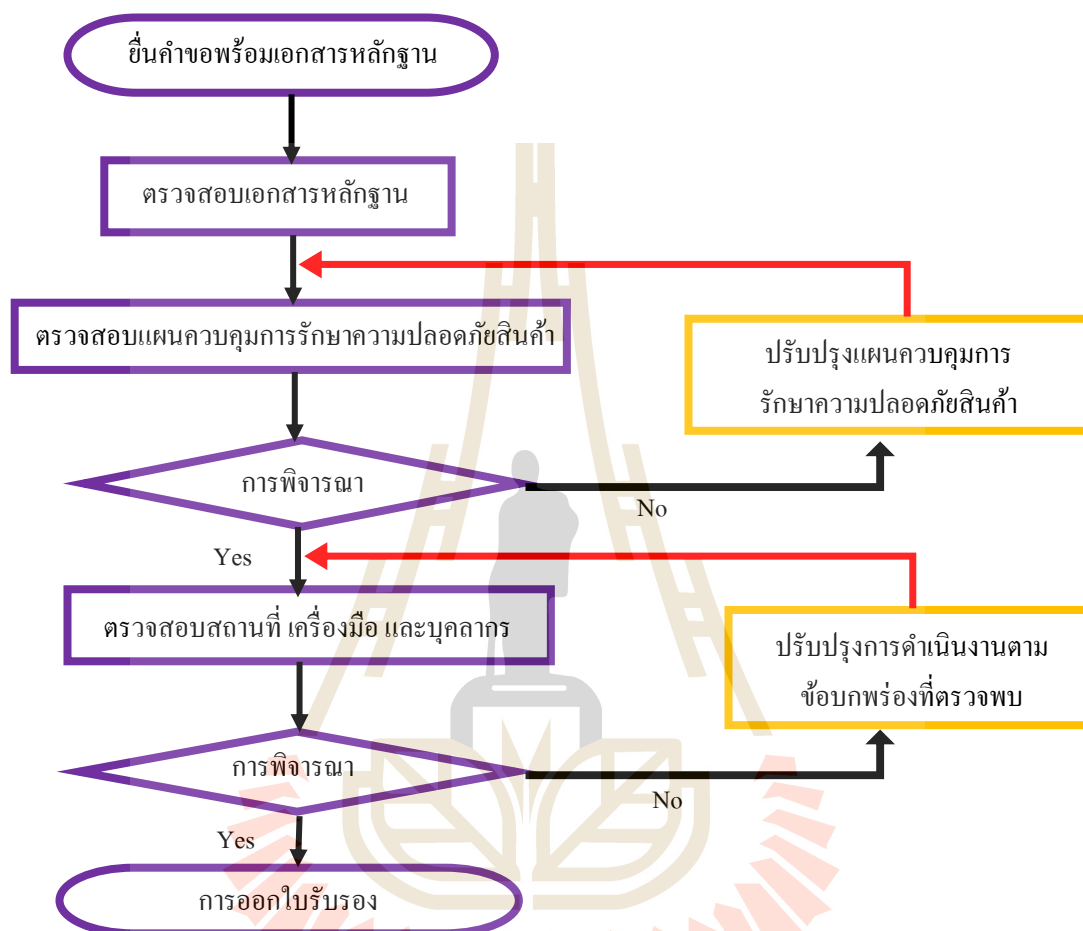 ยื่นคำขอพร้อมเอกสารหลักฐาน
ตรวจสอบเอกสารหลักฐาน
ตรวจสอบแผนควบคุมการรักษาความปลอดภัยสินค้า
ปรับปรุงแผนควบคุมการ
รักษาความปลอดภัยสินค้า
การพิจารณา
No
Yes
ตรวจสอบสถานที่ เครื่องมือ และบุคลากร
ปรับปรุงการดำเนินงานตาม
ข้อบกพร่องที่ตรวจพบ
การพิจารณา
No
Yes
การออกใบรับรอง